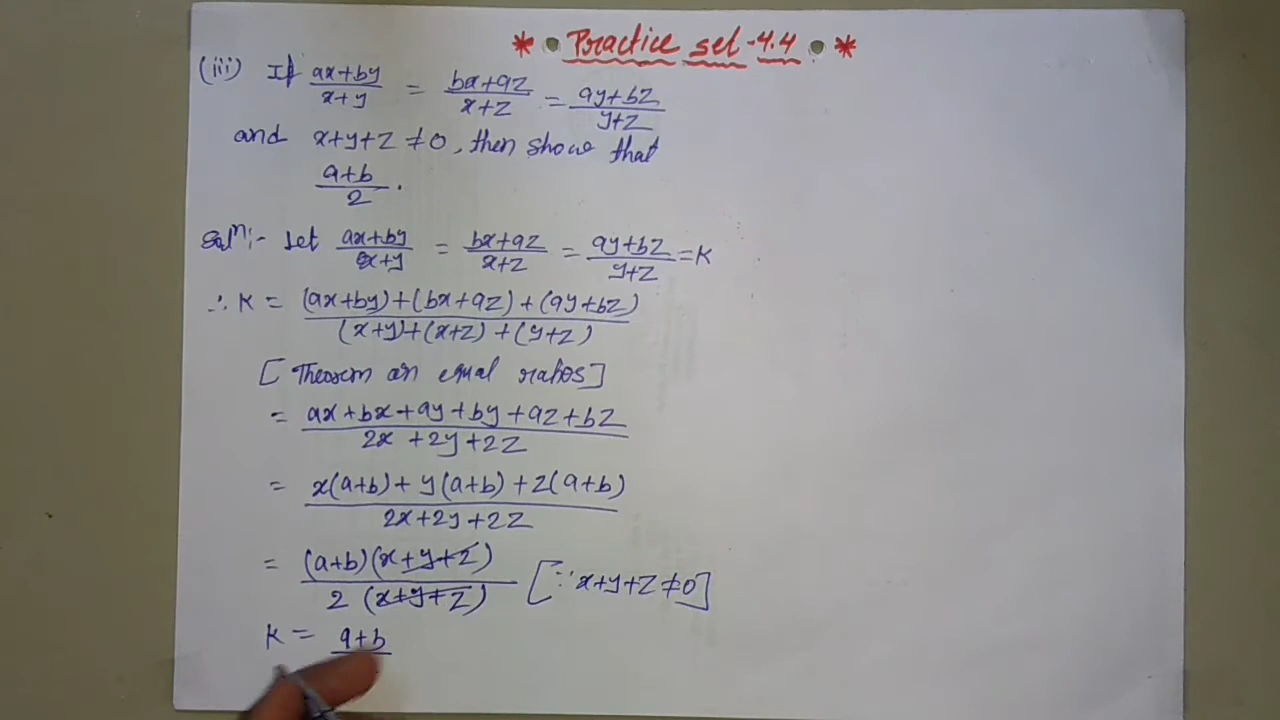 * • Practice set-4.4 • *
(iii) If (ax+by)/(x+y) = (bx+az)/(x+z) = (ay+bz)/(y+z)
and x+y+z ≠ 0, then show that
(a+b)/2 .
Solⁿ:- Let (ax+by)/(x+y) = (bx+az)/(x+z) = (ay+bz)/(y+z) = K
∴ K = ((ax+by)+(bx+az)+(ay+bz))/((x+y)+(x+z)+(y+z))
[Theorem on equal ratios]
= (ax+bx+ay+by+az+bz)/(2x+2y+2z)
= (x(a+b)+y(a+b)+z(a+b))/(2x+2y+2z)
= ((a+b)(x+y+z))/(2(x+y+z)) [∵ x+y+z ≠ 0]
K = a+b